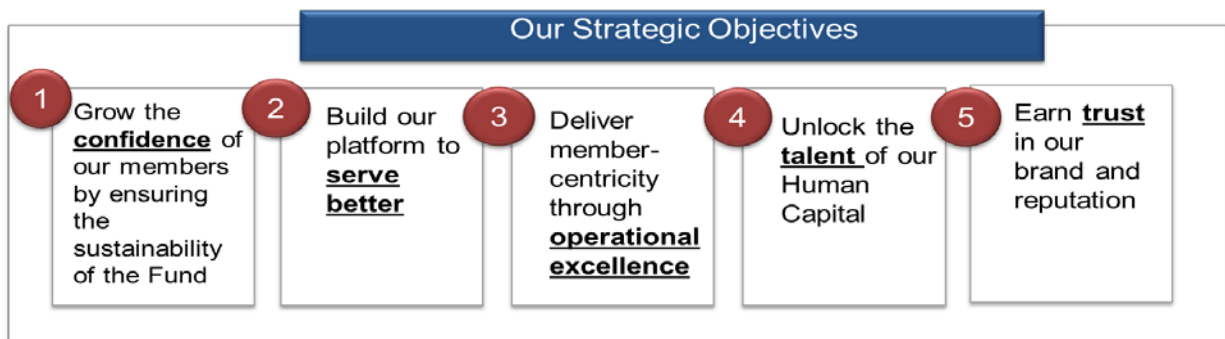 Our Strategic Objectives
1
Grow the
confidence of
our members
by ensuring
the
sustainability
of the Fund
2
Build our
platform to
serve
better
3
Deliver
member-
centricity
through
operational
excellence
4
Unlock the
talent of our
Human
Capital
5
Earn trust
in our
brand and
reputation